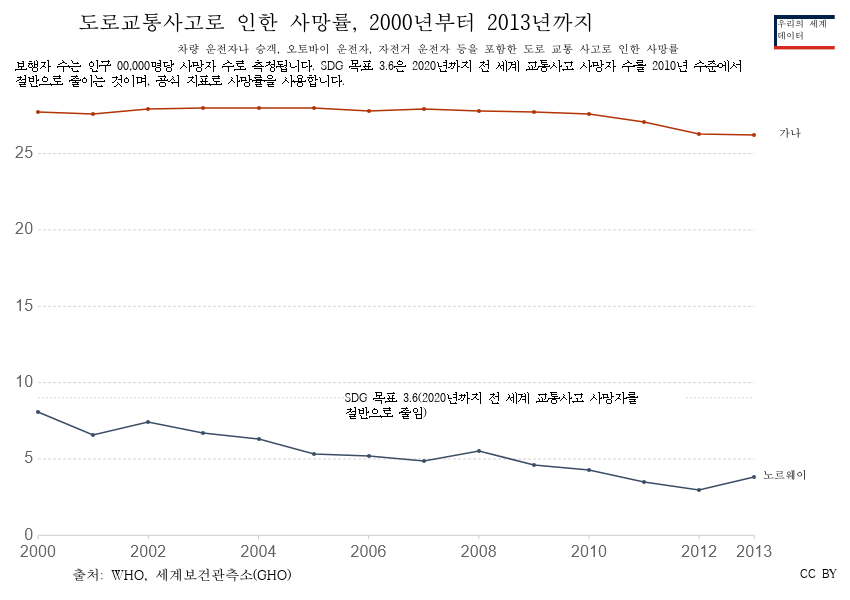 도로교통사고로 인한 사망률, 2000년부터 2013년까지
우리의 세계
데이터
차량 운전자나 승객, 오토바이 운전자, 자전거 운전자 등을 포함한 도로 교통 사고로 인한 사망률
보행자 수는 인구 00,000명당 사망자 수로 측정됩니다. SDG 목표 3.6은 2020년까지 전 세계 교통사고 사망자 수를 2010년 수준에서
절반으로 줄이는 것이며, 공식 지표로 사망률을 사용합니다.
가나
25
20
15
10
SDG 목표 3.6(2020년까지 전 세계 교통사고 사망자를
절반으로 줄임)
5
노르웨이
0
2000 2002 2004 2006 2008 2010 2012 2013
출처: WHO, 세계보건관측소(GHO)
CC BY